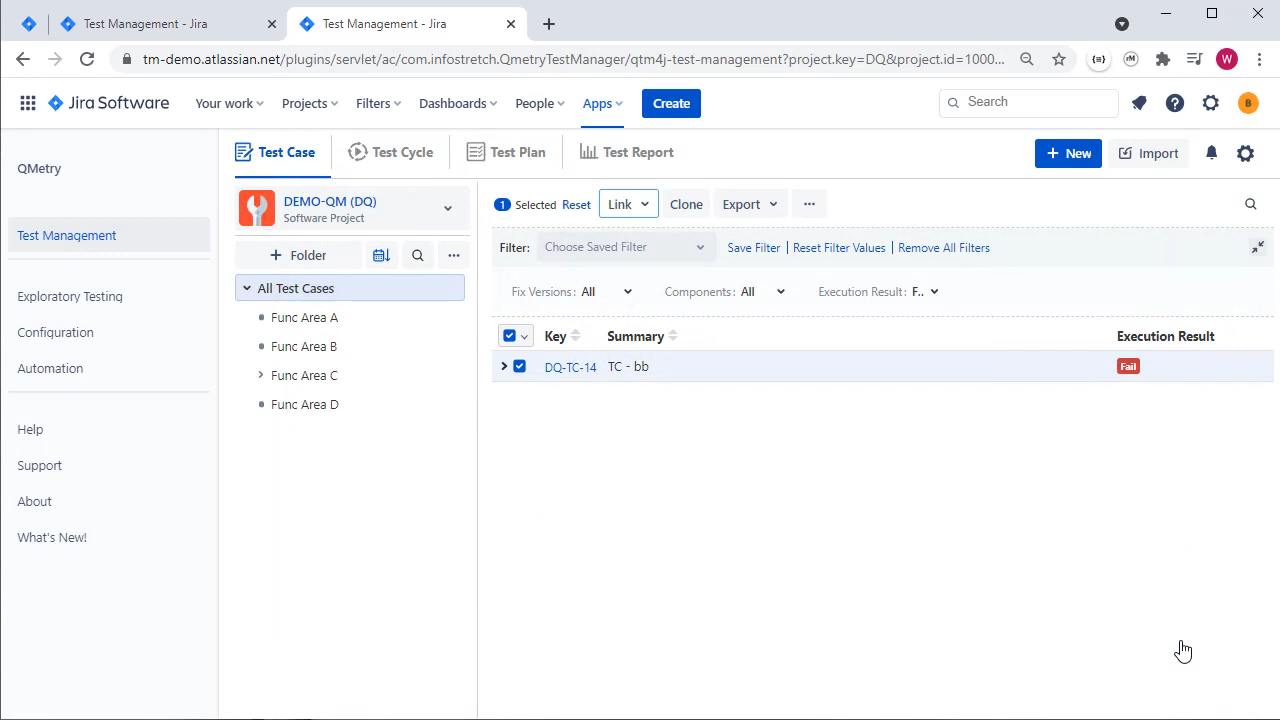 Test Management - Jira
Test Management - Jira
tm-demo.atlassian.net/plugins/servlet/ac/com.infostretch.QmtryTestManager/qtm4j-test-management?project.key=DQ&project.id=1000...
rM
W
Jira Software
Your work
Projects
Filters
Dashboards
People
Apps
Create
Search
B
QMetry
Test Management
Exploratory Testing
Configuration
Automation
Help
Support
About
What's New!
Test Case
Test Cycle
Test Plan
Test Report
+ New
Import
DEMO-QM (DQ)
Software Project
+ Folder
All Test Cases
Func Area A
Func Area B
Func Area C
Func Area D
1 Selected Reset Link Clone Export ...
Filter: Choose Saved Filter Save Filter | Reset Filter Values | Remove All Filters
Fix Versions: All Components: All Execution Result: F..
Key Summary Execution Result
DQ-TC-14 TC - bb Fail